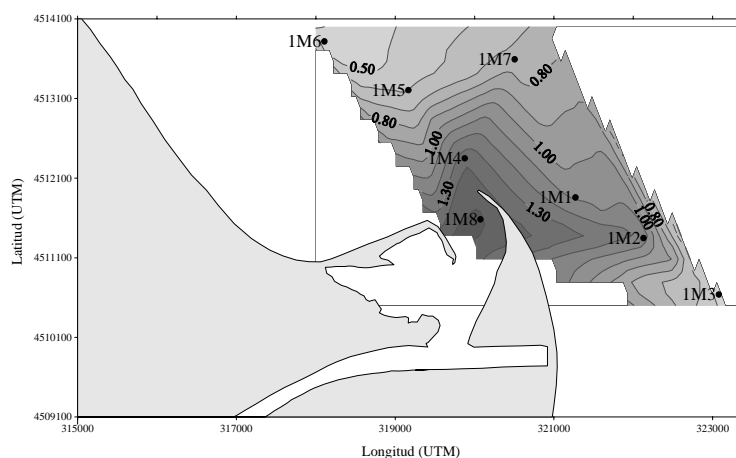 4514100
4513100
4512100
4511100
4510100
4509100
Latitud (UTM)
1M6
1M7
0.50
0.80
1M5
0.80
1.00
1.00
1M4
1.30
1M1
1.30
0.80
1.00
1M8
1M2
1M3
315000 317000 319000 321000 323000
Longitud (UTM)